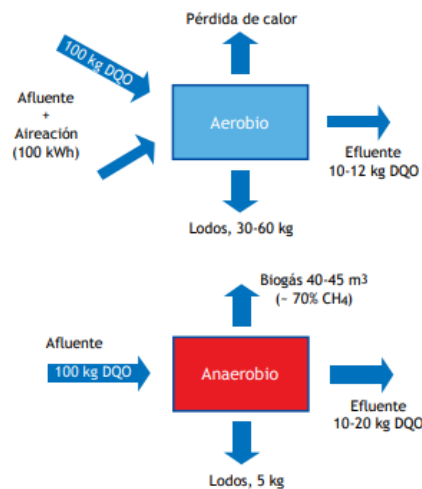 Pérdida de calor
100 kg DQO
Afluente
+
Aireación
(100 kWh)
Aerobio
Efluente
10-12 kg DQO
Lodos, 30-60 kg
Biogás 40-45 m³
(~ 70% CH₄)
Afluente
100 kg DQO
Anaerobio
Efluente
10-20 kg DQO
Lodos, 5 kg